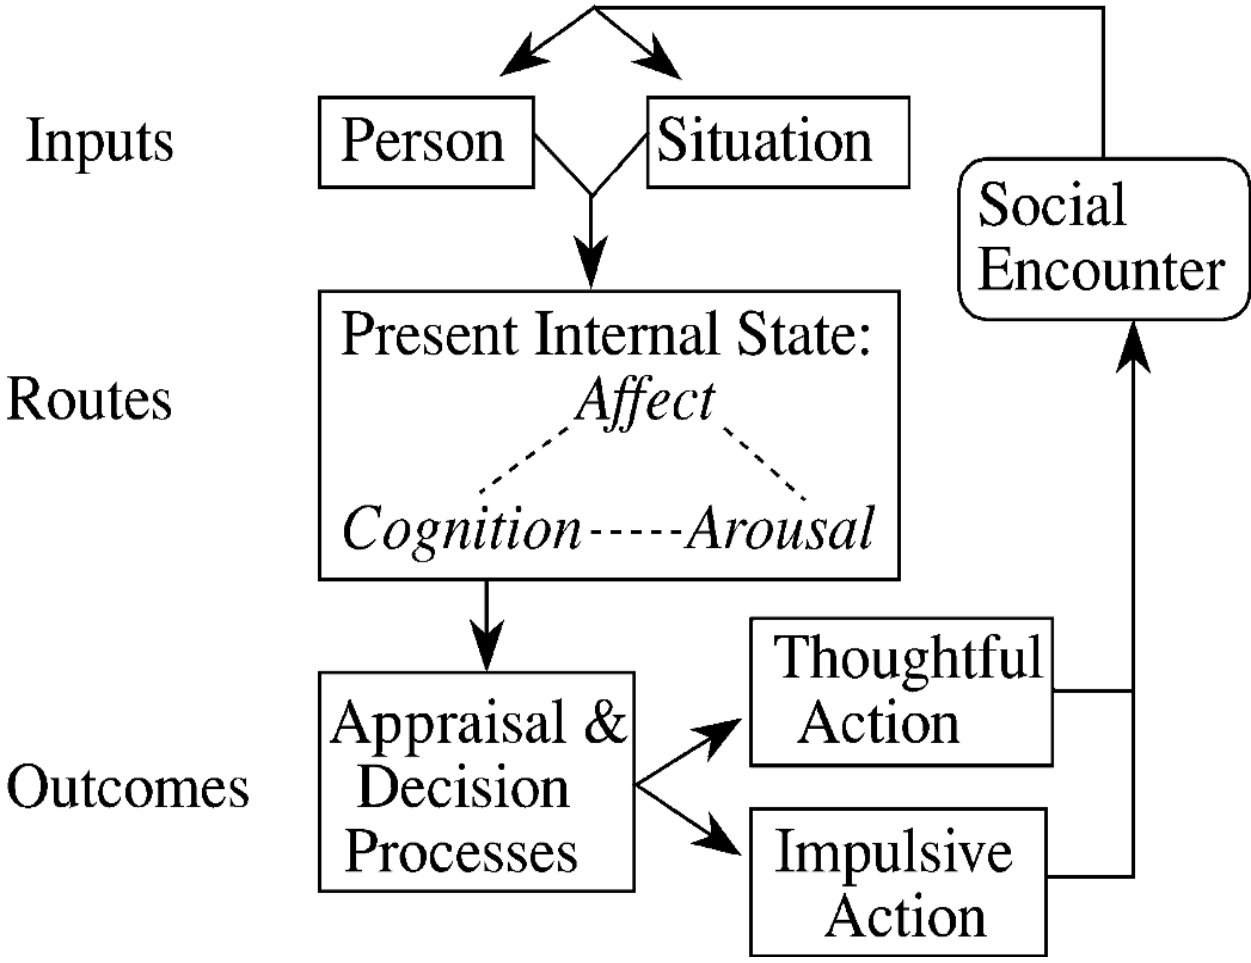 Inputs
Person
Situation
Social
Encounter
Routes
Present Internal State:
Affect
Cognition
Arousal
Outcomes
Appraisal &
Decision
Processes
Thoughtful
Action
Impulsive
Action